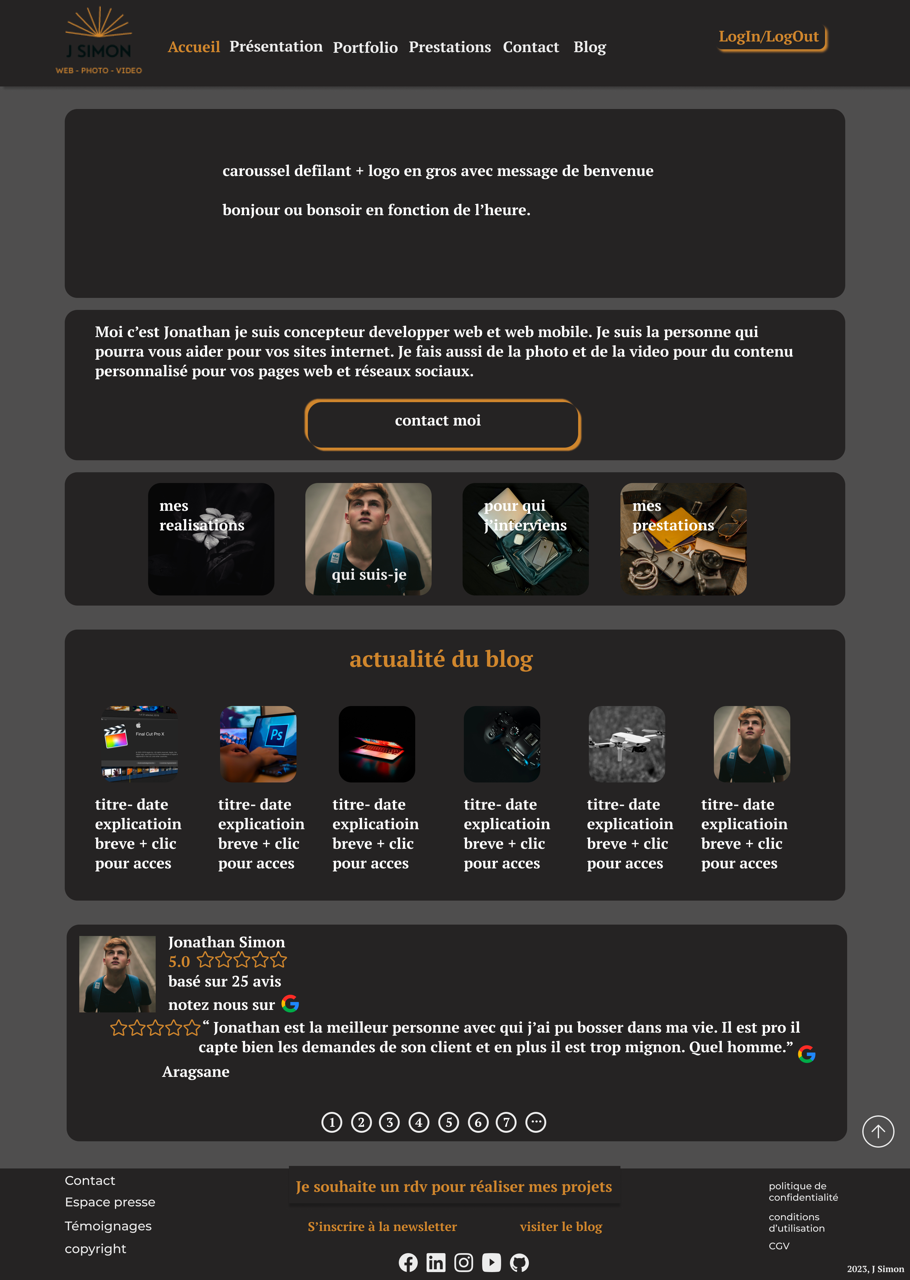 J SIMON
WEB - PHOTO - VIDEO
Accueil
Présentation
Portfolio
Prestations
Contact
Blog
LogIn/LogOut
caroussel defilant + logo en gros avec message de benvenue
bonjour ou bonsoir en fonction de l’heure.
Moi c’est Jonathan je suis concepteur developper web et web mobile. Je suis la personne qui
pourra vous aider pour vos sites internet. Je fais aussi de la photo et de la video pour du contenu
personnalisé pour vos pages web et réseaux sociaux.
contact moi
mes
realisations
qui suis-je
pour qui
j’interviens
mes
prestations
actualité du blog
Final Cut Pro X
Ps
titre- date
explicatioin
breve + clic
pour acces
titre- date
explicatioin
breve + clic
pour acces
titre- date
explicatioin
breve + clic
pour acces
titre- date
explicatioin
breve + clic
pour acces
titre- date
explicatioin
breve + clic
pour acces
titre- date
explicatioin
breve + clic
pour acces
Jonathan Simon
5.0
basé sur 25 avis
notez nous sur
“ Jonathan est la meilleur personne avec qui j’ai pu bosser dans ma vie. Il est pro il
capte bien les demandes de son client et en plus il est trop mignon. Quel homme.”
Aragsane
1 2 3 4 5 6 7 ...
Contact
Espace presse
Témoignages
copyright
Je souhaite un rdv pour réaliser mes projets
S’inscrire à la newsletter
visiter le blog
politique de
confidentialité
conditions
d’utilisation
CGV
2023, J Simon